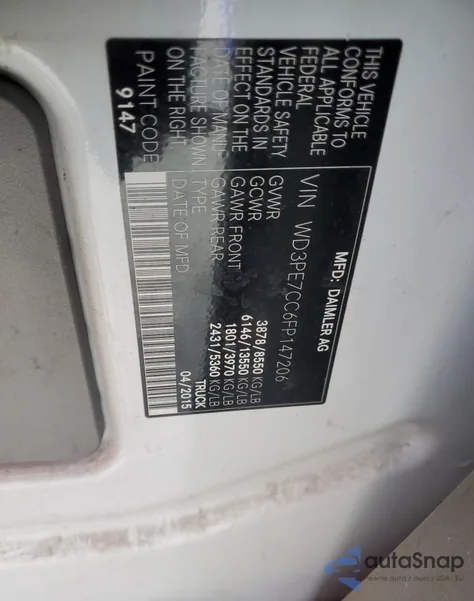 MFD: DAIMLER AG
VIN WD3PE7CC6FP147206
GVWR 3878/8550 KG/LB
GCWR 6146/13550 KG/LB
GAWR FRONT 1801/3970 KG/LB
GAWR REAR 2431/5360 KG/LB
TYPE TRUCK
DATE OF MFD 04/2015
THIS VEHICLE
CONFORMS TO
ALL APPLICABLE
FEDERAL
VEHICLE SAFETY
STANDARDS IN
EFFECT ON THE
DATE OF MANU-
FACTURE SHOWN
ON THE RIGHT
PAINT CODE
9147
autaSnap